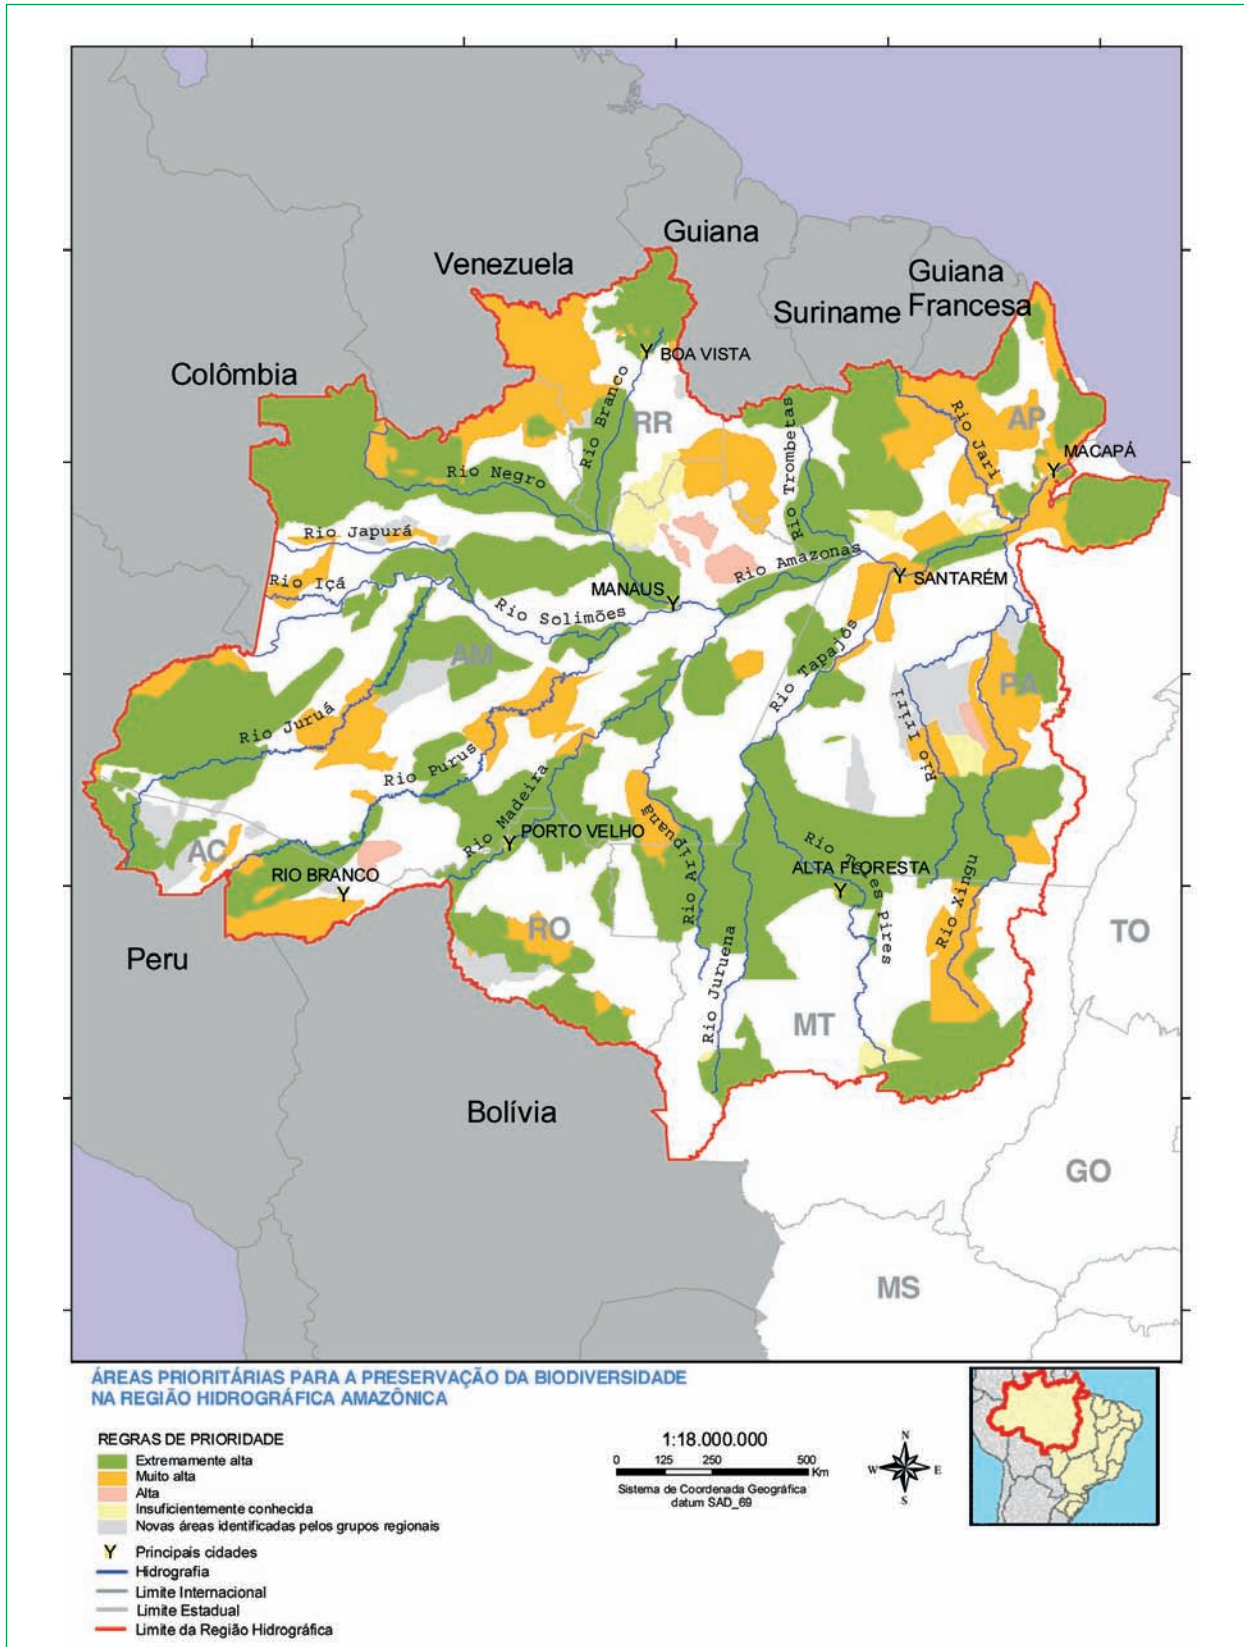 Guiana
Venezuela
Guiana
Francesa
Suriname
BOA VISTA
Colômbia
Rio Branco
RR
Rio Trombetas
Rio Jari
AP
MACAPÁ
Rio Negro
Rio Japurá
Rio Içá
Rio Amazonas
MANAUS
SANTARÉM
Rio Solimões
AM
Rio Tapajós
PA
Rio Juruá
Rio Iriri
Rio Purus
Rio Madeira
PORTO VELHO
Rio Aripuanã
Rio Teles Pires
ALTA FLORESTA
AC
RIO BRANCO
Rio Ari
Rio Xingu
RO
TO
Peru
Rio Juruena
MT
Bolívia
GO
MS
ÁREAS PRIORITÁRIAS PARA A PRESERVAÇÃO DA BIODIVERSIDADE
NA REGIÃO HIDROGRÁFICA AMAZÔNICA
REGRAS DE PRIORIDADE
Extremamente alta
Muito alta
Alta
Insuficientemente conhecida
Novas áreas identificadas pelos grupos regionais
Y Principais cidades
Hidrografia
Limite Internacional
Limite Estadual
Limite da Região Hidrográfica
1:18.000.000
0 125 250 500
Km
Sistema de Coordenada Geográfica
datum SAD_69
N
W E
S